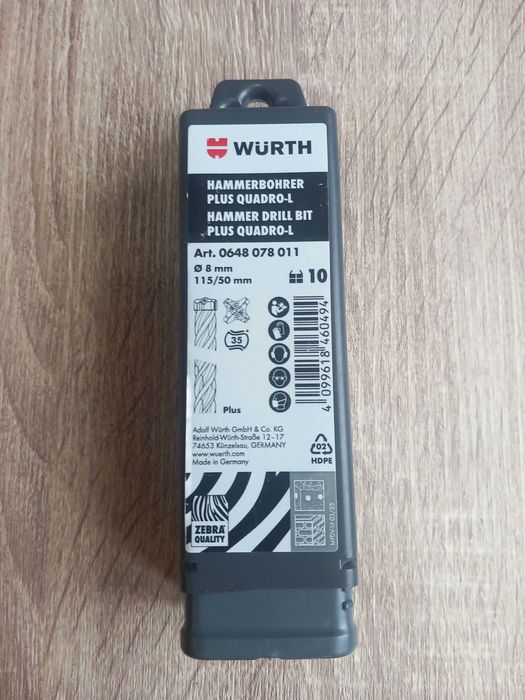 WÜRTH
HAMMERBOHRER
PLUS QUADRO-L
HAMMER DRILL BIT
PLUS QUADRO-L
Art. 0648 078 011
Ø 8 mm
115/50 mm
10
35
Plus
4 099618 460494
Adolf Würth GmbH & Co. KG
Reinhold-Würth-Straße 12-17
74653 Künzelsau, GERMANY
www.wuerth.com
Made in Germany
02
HDPE
ZEBRA
QUALITY